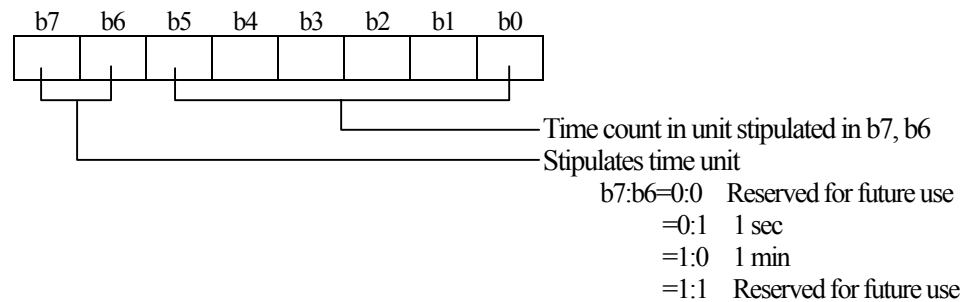 b7 b6 b5 b4 b3 b2 b1 b0
Time count in unit stipulated in b7, b6
Stipulates time unit
b7:b6=0:0 Reserved for future use
=0:1 1 sec
=1:0 1 min
=1:1 Reserved for future use